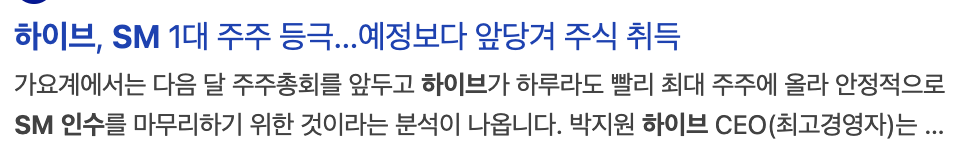 하이브, SM 1대 주주 등극...예정보다 앞당겨 주식 취득
가요계에서는 다음 달 주주총회를 앞두고 하이브가 하루라도 빨리 최대 주주에 올라 안정적으로
SM 인수를 마무리하기 위한 것이라는 분석이 나옵니다. 박지원 하이브 CEO(최고경영자)는 ...